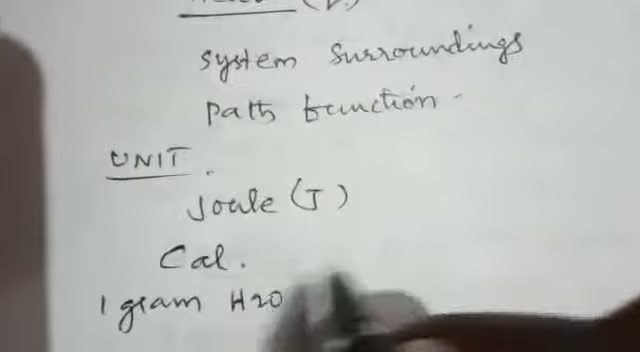 system surroundings
Path function.
UNIT.
Joule (J)
Cal.
1 gram H2O